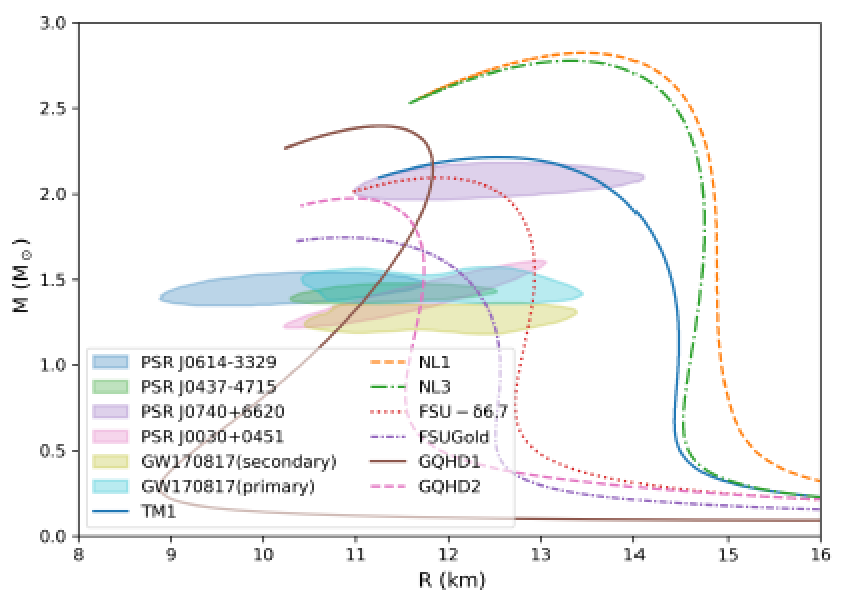 3.0
2.5
2.0
1.5
1.0
0.5
0.0
M (M⊙)
PSR J0614-3329
PSR J0437-4715
PSR J0740+6620
PSR J0030+0451
GW170817(secondary)
GW170817(primary)
TM1
NL1
NL3
FSU − δ6.7
FSUGold
GQHD1
GQHD2
8 9 10 11 12 13 14 15 16
R (km)